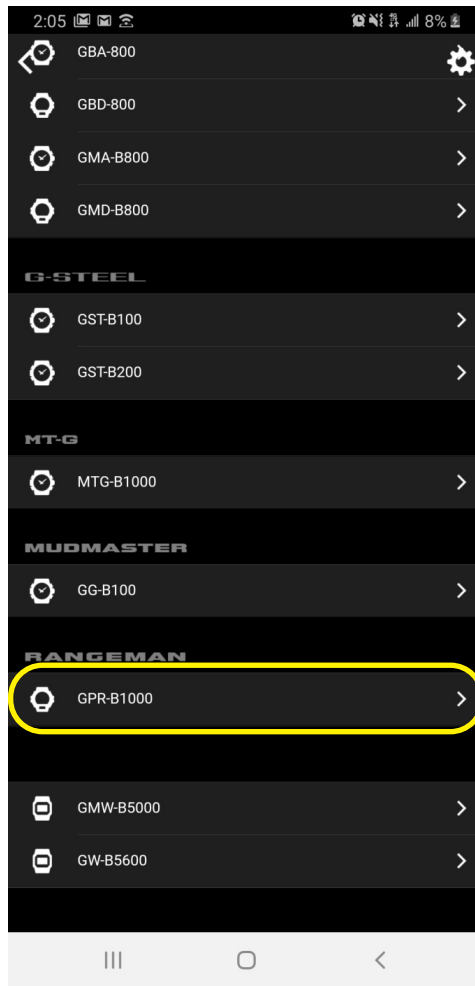 2:05 8%
GBA-800
GBD-800
GMA-B800
GMD-B800
G-STEEL
GST-B100
GST-B200
MT-G
MTG-B1000
MUDMASTER
GG-B100
RANGEMAN
GPR-B1000
GMW-B5000
GW-B5600